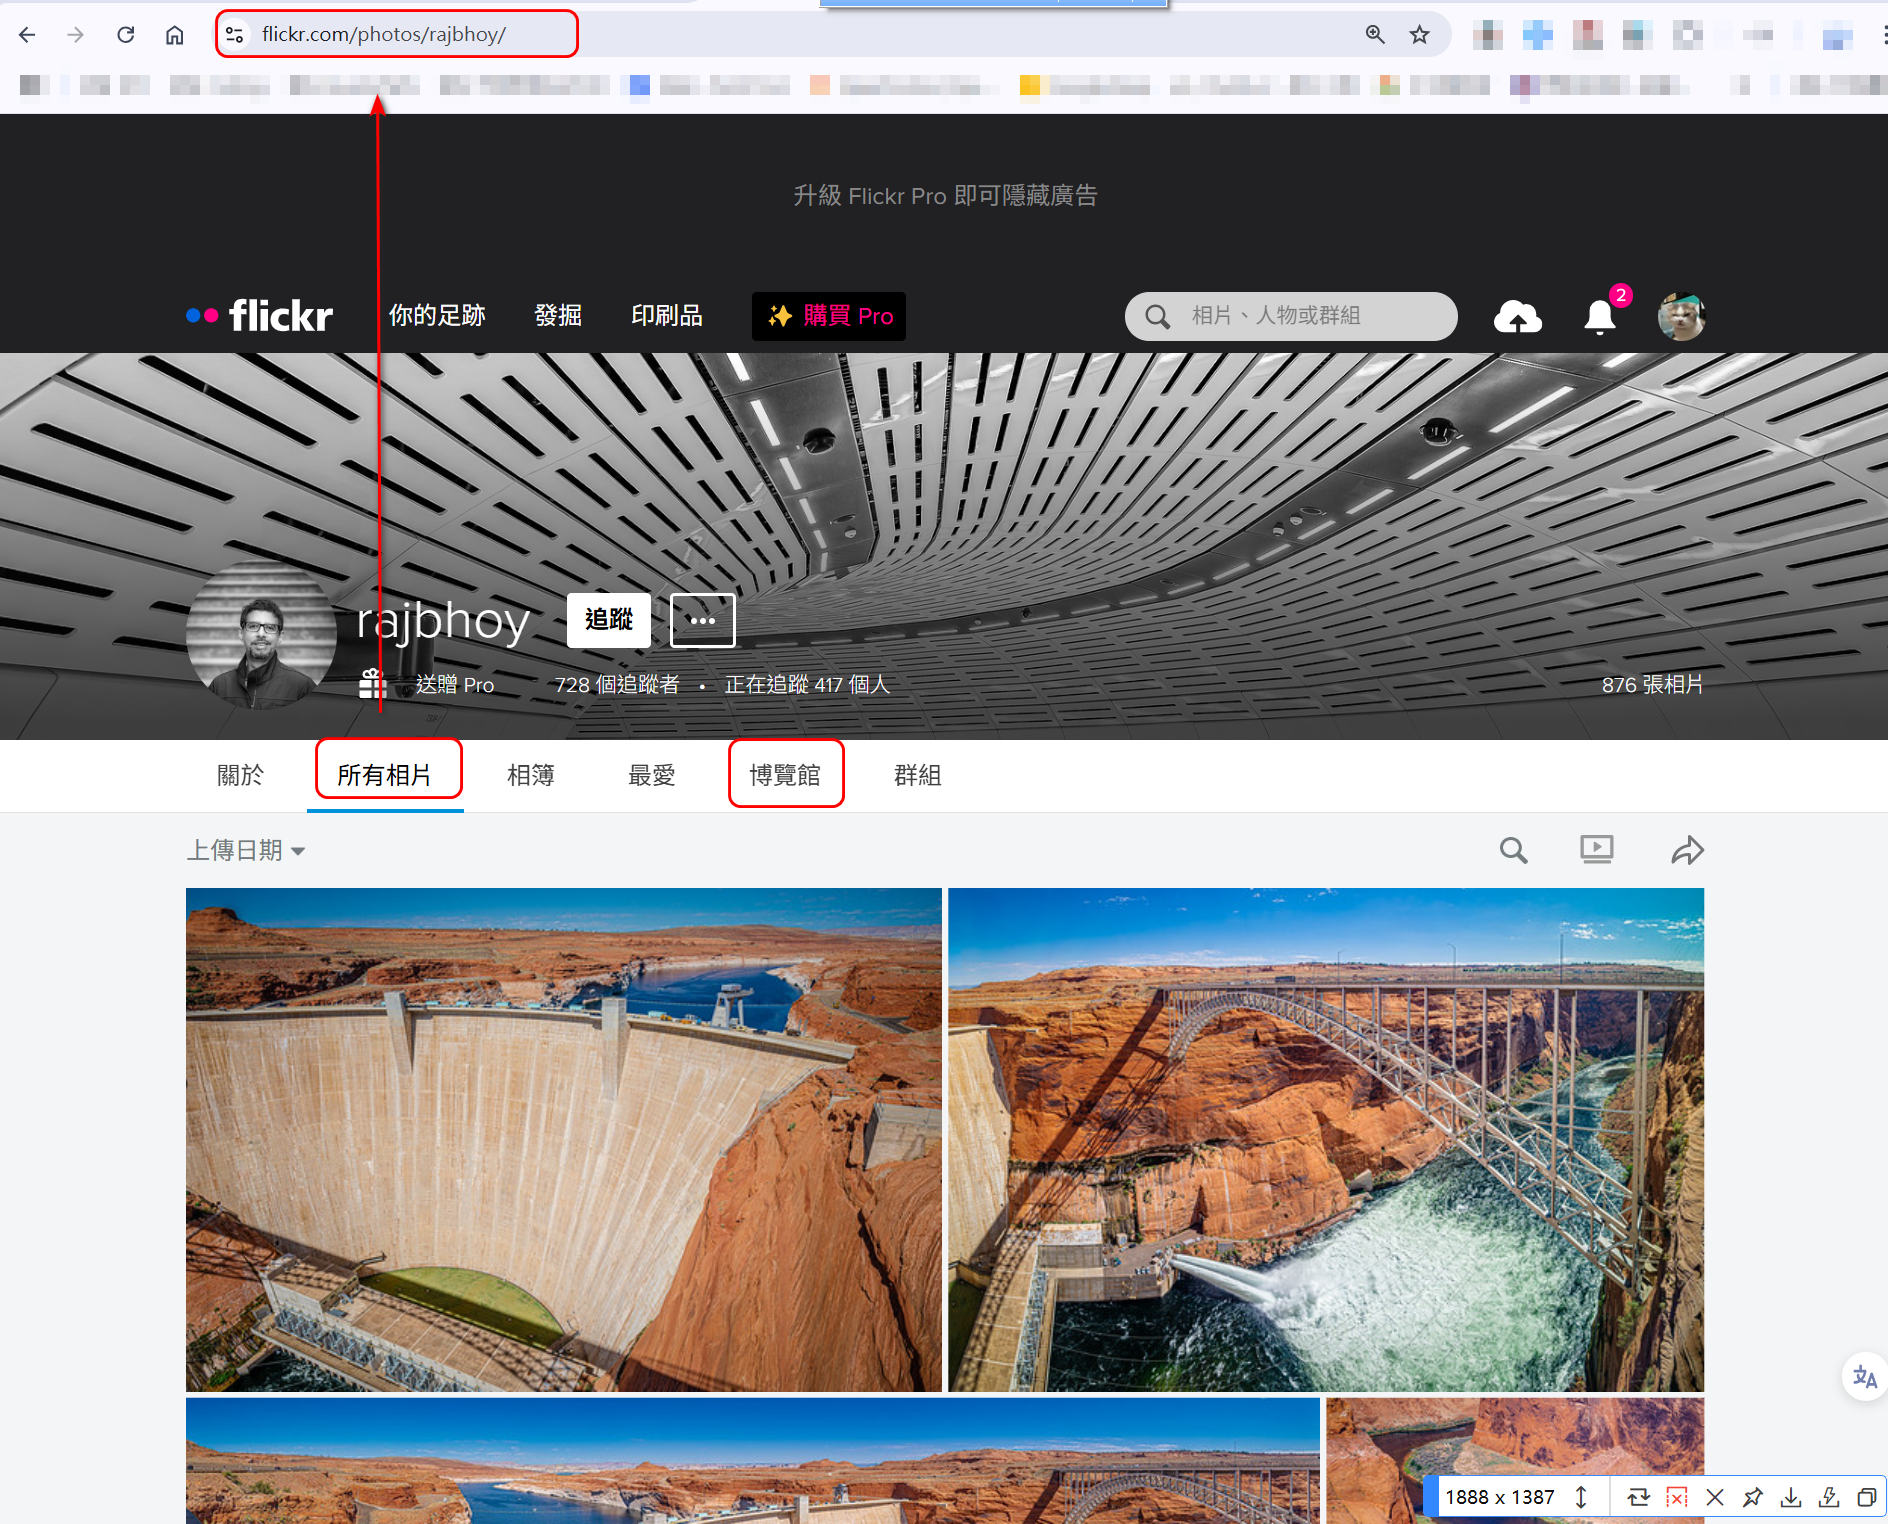 flickr.com/photos/rajbhoy/
升級 Flickr Pro 即可隱藏廣告
flickr
你的足跡
發掘
印刷品
✨ 購買 Pro
相片、人物或群組
2
rajbhoy
追蹤
...
送贈 Pro
728 個追蹤者 • 正在追蹤 417 個人
876 張相片
關於
所有相片
相簿
最愛
博覽館
群組
上傳日期
1888 x 1387